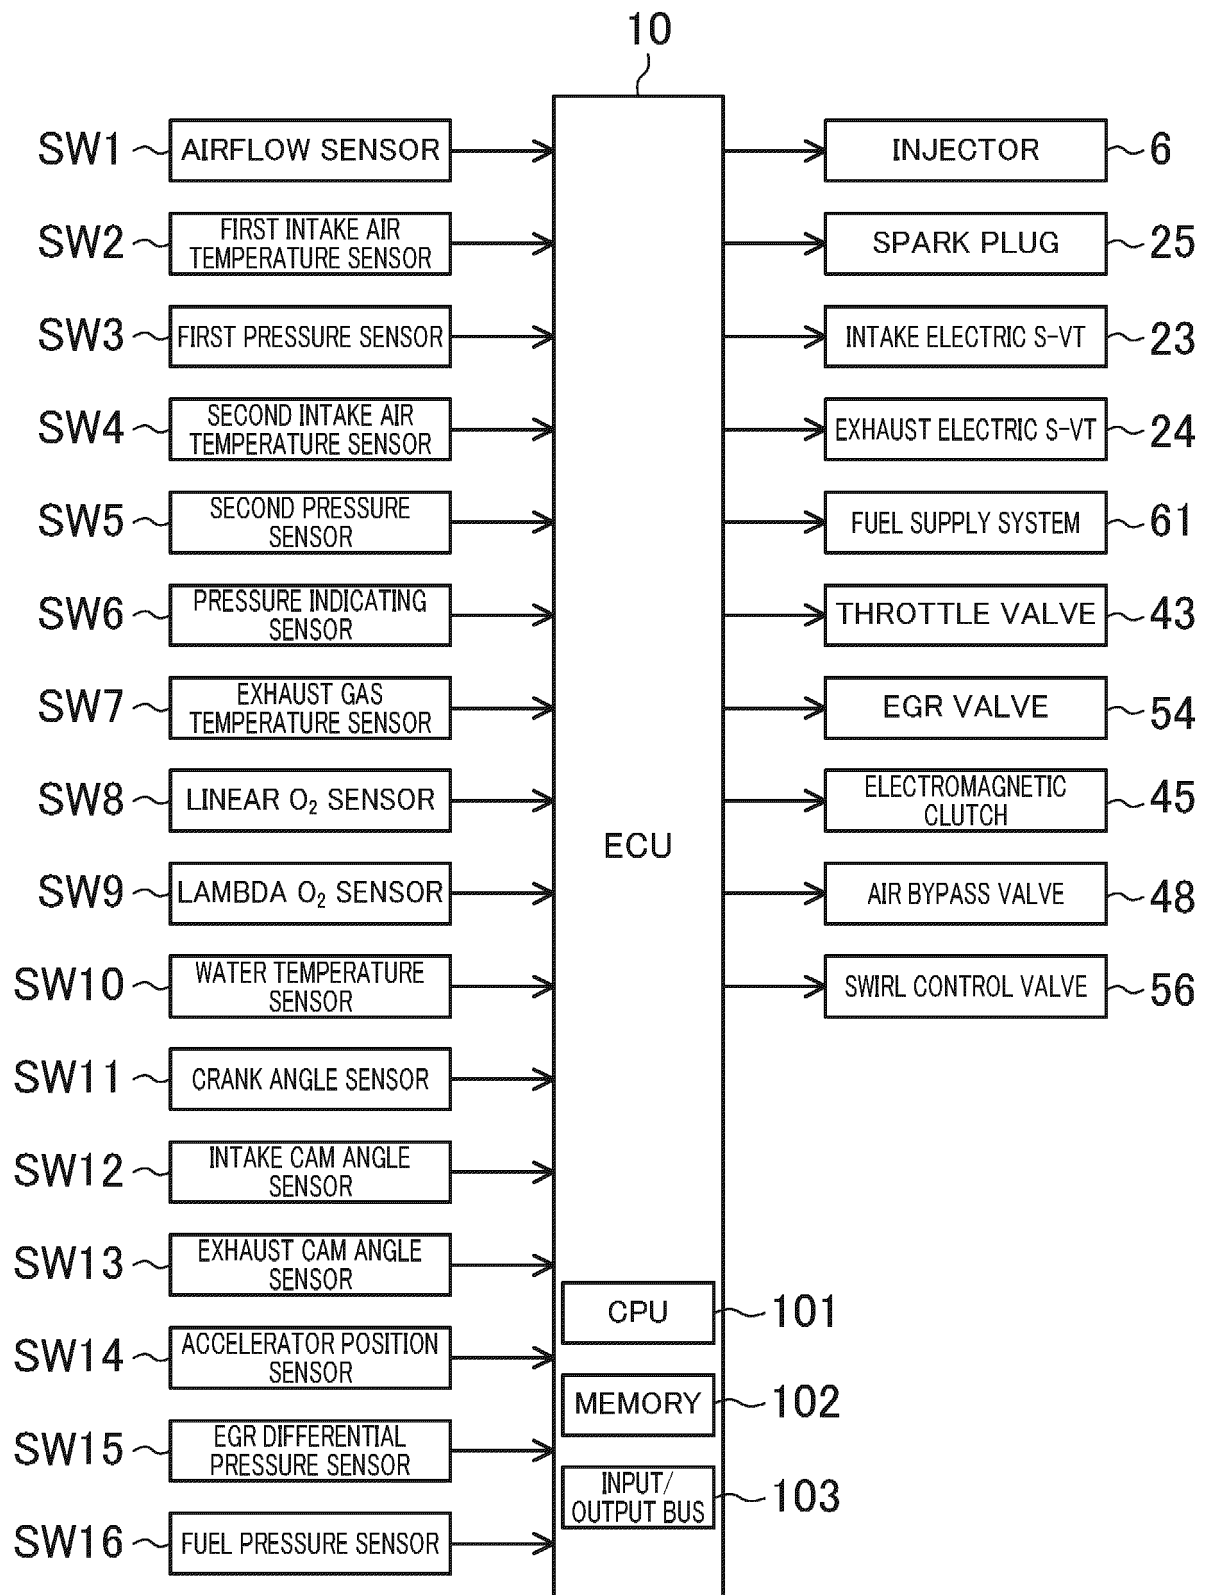 10
SW1
AIRFLOW SENSOR
INJECTOR
6
SW2
FIRST INTAKE AIR
TEMPERATURE SENSOR
SPARK PLUG
25
SW3
FIRST PRESSURE SENSOR
INTAKE ELECTRIC S-VT
23
SW4
SECOND INTAKE AIR
TEMPERATURE SENSOR
EXHAUST ELECTRIC S-VT
24
SW5
SECOND PRESSURE
SENSOR
FUEL SUPPLY SYSTEM
61
SW6
PRESSURE INDICATING
SENSOR
THROTTLE VALVE
43
SW7
EXHAUST GAS
TEMPERATURE SENSOR
EGR VALVE
54
SW8
LINEAR O₂ SENSOR
ELECTROMAGNETIC
CLUTCH
45
ECU
SW9
LAMBDA O₂ SENSOR
AIR BYPASS VALVE
48
SW10
WATER TEMPERATURE
SENSOR
SWIRL CONTROL VALVE
56
SW11
CRANK ANGLE SENSOR
SW12
INTAKE CAM ANGLE
SENSOR
SW13
EXHAUST CAM ANGLE
SENSOR
CPU
101
SW14
ACCELERATOR POSITION
SENSOR
MEMORY
102
SW15
EGR DIFFERENTIAL
PRESSURE SENSOR
INPUT/
OUTPUT BUS
103
SW16
FUEL PRESSURE SENSOR